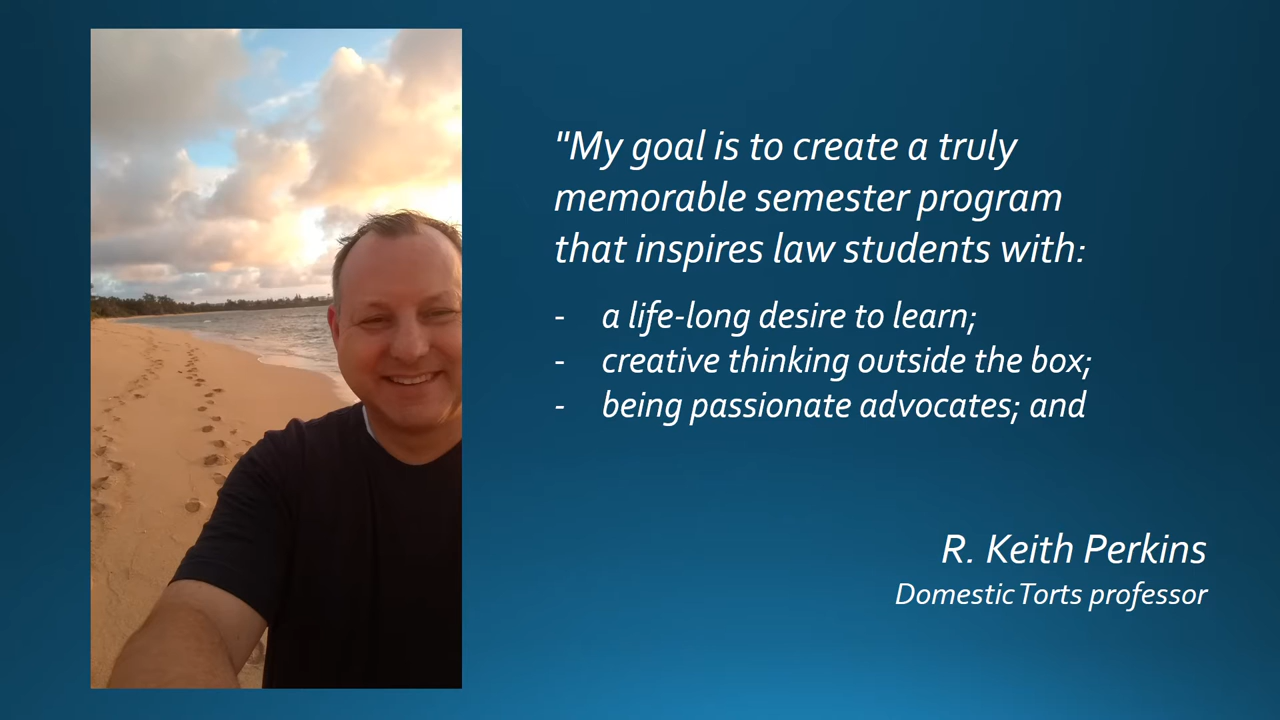 "My goal is to create a truly
memorable semester program
that inspires law students with:
- a life-long desire to learn;
- creative thinking outside the box;
- being passionate advocates; and
R. Keith Perkins
Domestic Torts professor